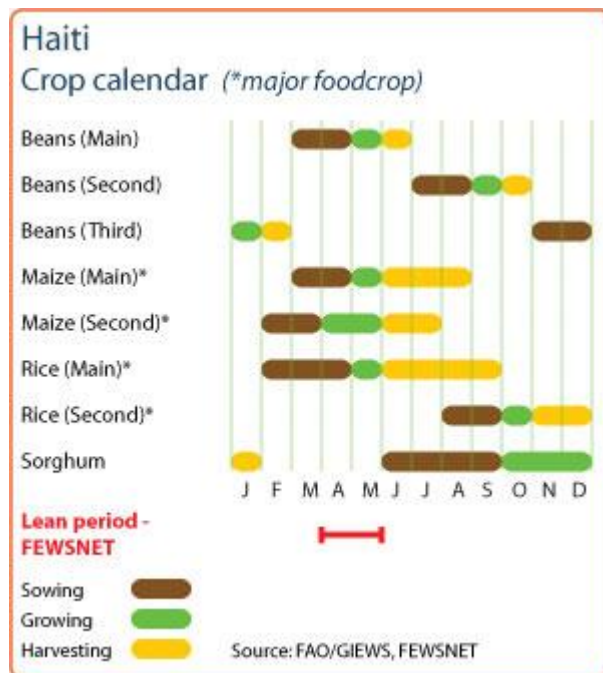 Haiti
Crop calendar (*major foodcrop)
Beans (Main)
Beans (Second)
Beans (Third)
Maize (Main)*
Maize (Second)*
Rice (Main)*
Rice (Second)*
Sorghum
J F M A M J J A S O N D
Lean period -
FEWSNET
Sowing
Growing
Harvesting
Source: FAO/GIEWS, FEWSNET